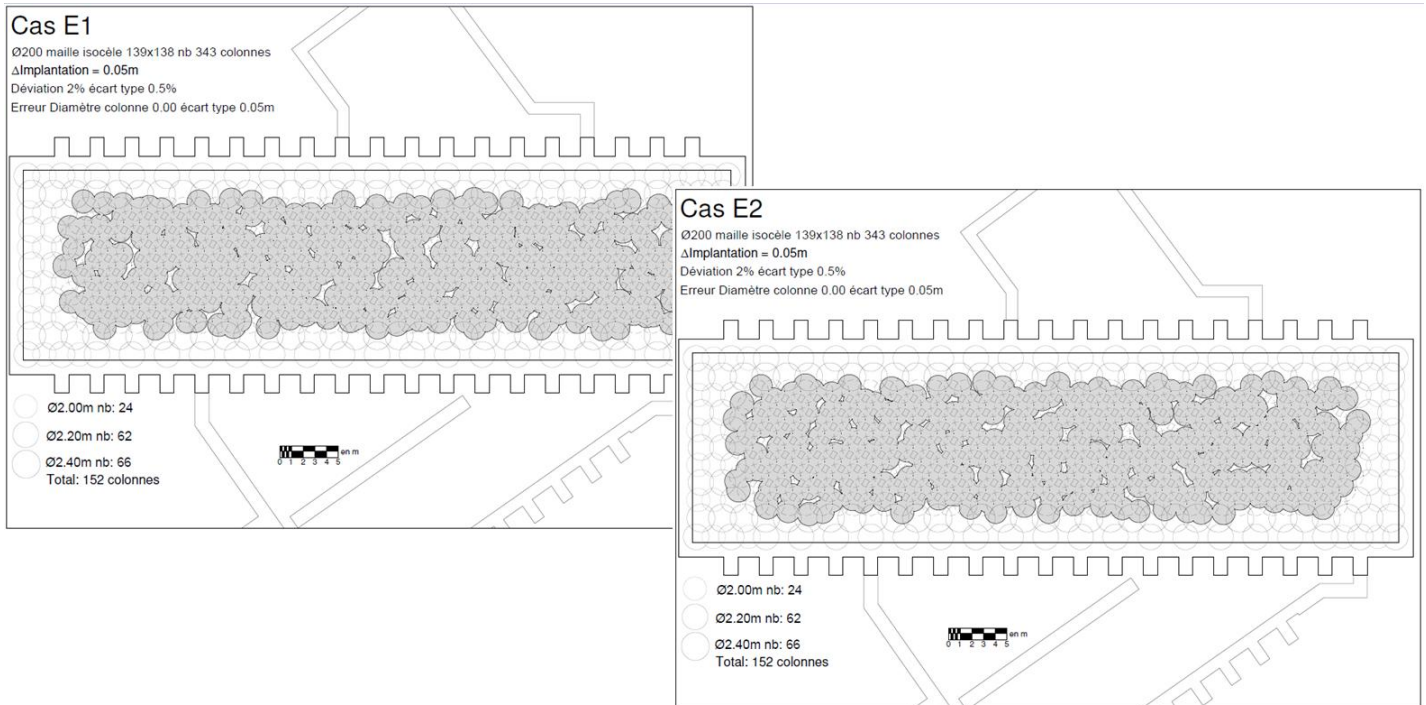 Cas E1
Ø200 maille isocèle 139x138 nb 343 colonnes
ΔImplantation = 0.05m
Déviation 2% écart type 0.5%
Erreur Diamètre colonne 0.00 écart type 0.05m
Ø2.00m nb: 24
Ø2.20m nb: 62
Ø2.40m nb: 66
Total: 152 colonnes
en m
0 1 2 3 4 5
Cas E2
Ø200 maille isocèle 139x138 nb 343 colonnes
ΔImplantation = 0.05m
Déviation 2% écart type 0.5%
Erreur Diamètre colonne 0.00 écart type 0.05m
Ø2.00m nb: 24
Ø2.20m nb: 62
Ø2.40m nb: 66
Total: 152 colonnes
en m
0 1 2 3 4 5